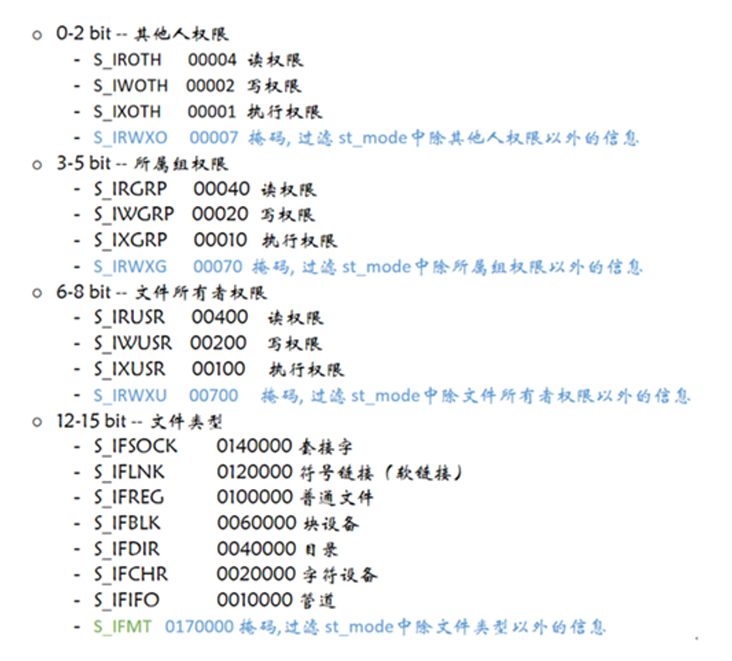 ○ 0-2 bit -- 其他人权限
- S_IROTH 00004 读权限
- S_IWOTH 00002 写权限
- S_IXOTH 00001 执行权限
- S_IRWXO 00007 掩码, 过滤 st_mode中除其他人权限以外的信息
○ 3-5 bit -- 所属组权限
- S_IRGRP 00040 读权限
- S_IWGRP 00020 写权限
- S_IXGRP 00010 执行权限
- S_IRWXG 00070 掩码, 过滤 st_mode中除所属组权限以外的信息
○ 6-8 bit -- 文件所有者权限
- S_IRUSR 00400 读权限
- S_IWUSR 00200 写权限
- S_IXUSR 00100 执行权限
- S_IRWXU 00700 掩码, 过滤 st_mode中除文件所有者权限以外的信息
○ 12-15 bit -- 文件类型
- S_IFSOCK 0140000 套接字
- S_IFLNK 0120000 符号链接（软链接）
- S_IFREG 0100000 普通文件
- S_IFBLK 0060000 块设备
- S_IFDIR 0040000 目录
- S_IFCHR 0020000 字符设备
- S_IFIFO 0010000 管道
- S_IFMT 0170000 掩码,过滤 st_mode中除文件类型以外的信息